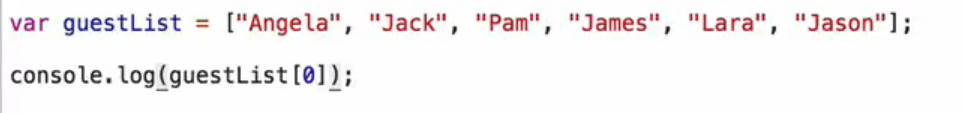 var guestList = ["Angela", "Jack", "Pam", "James", "Lara", "Jason"];
console.log(guestList[0]);